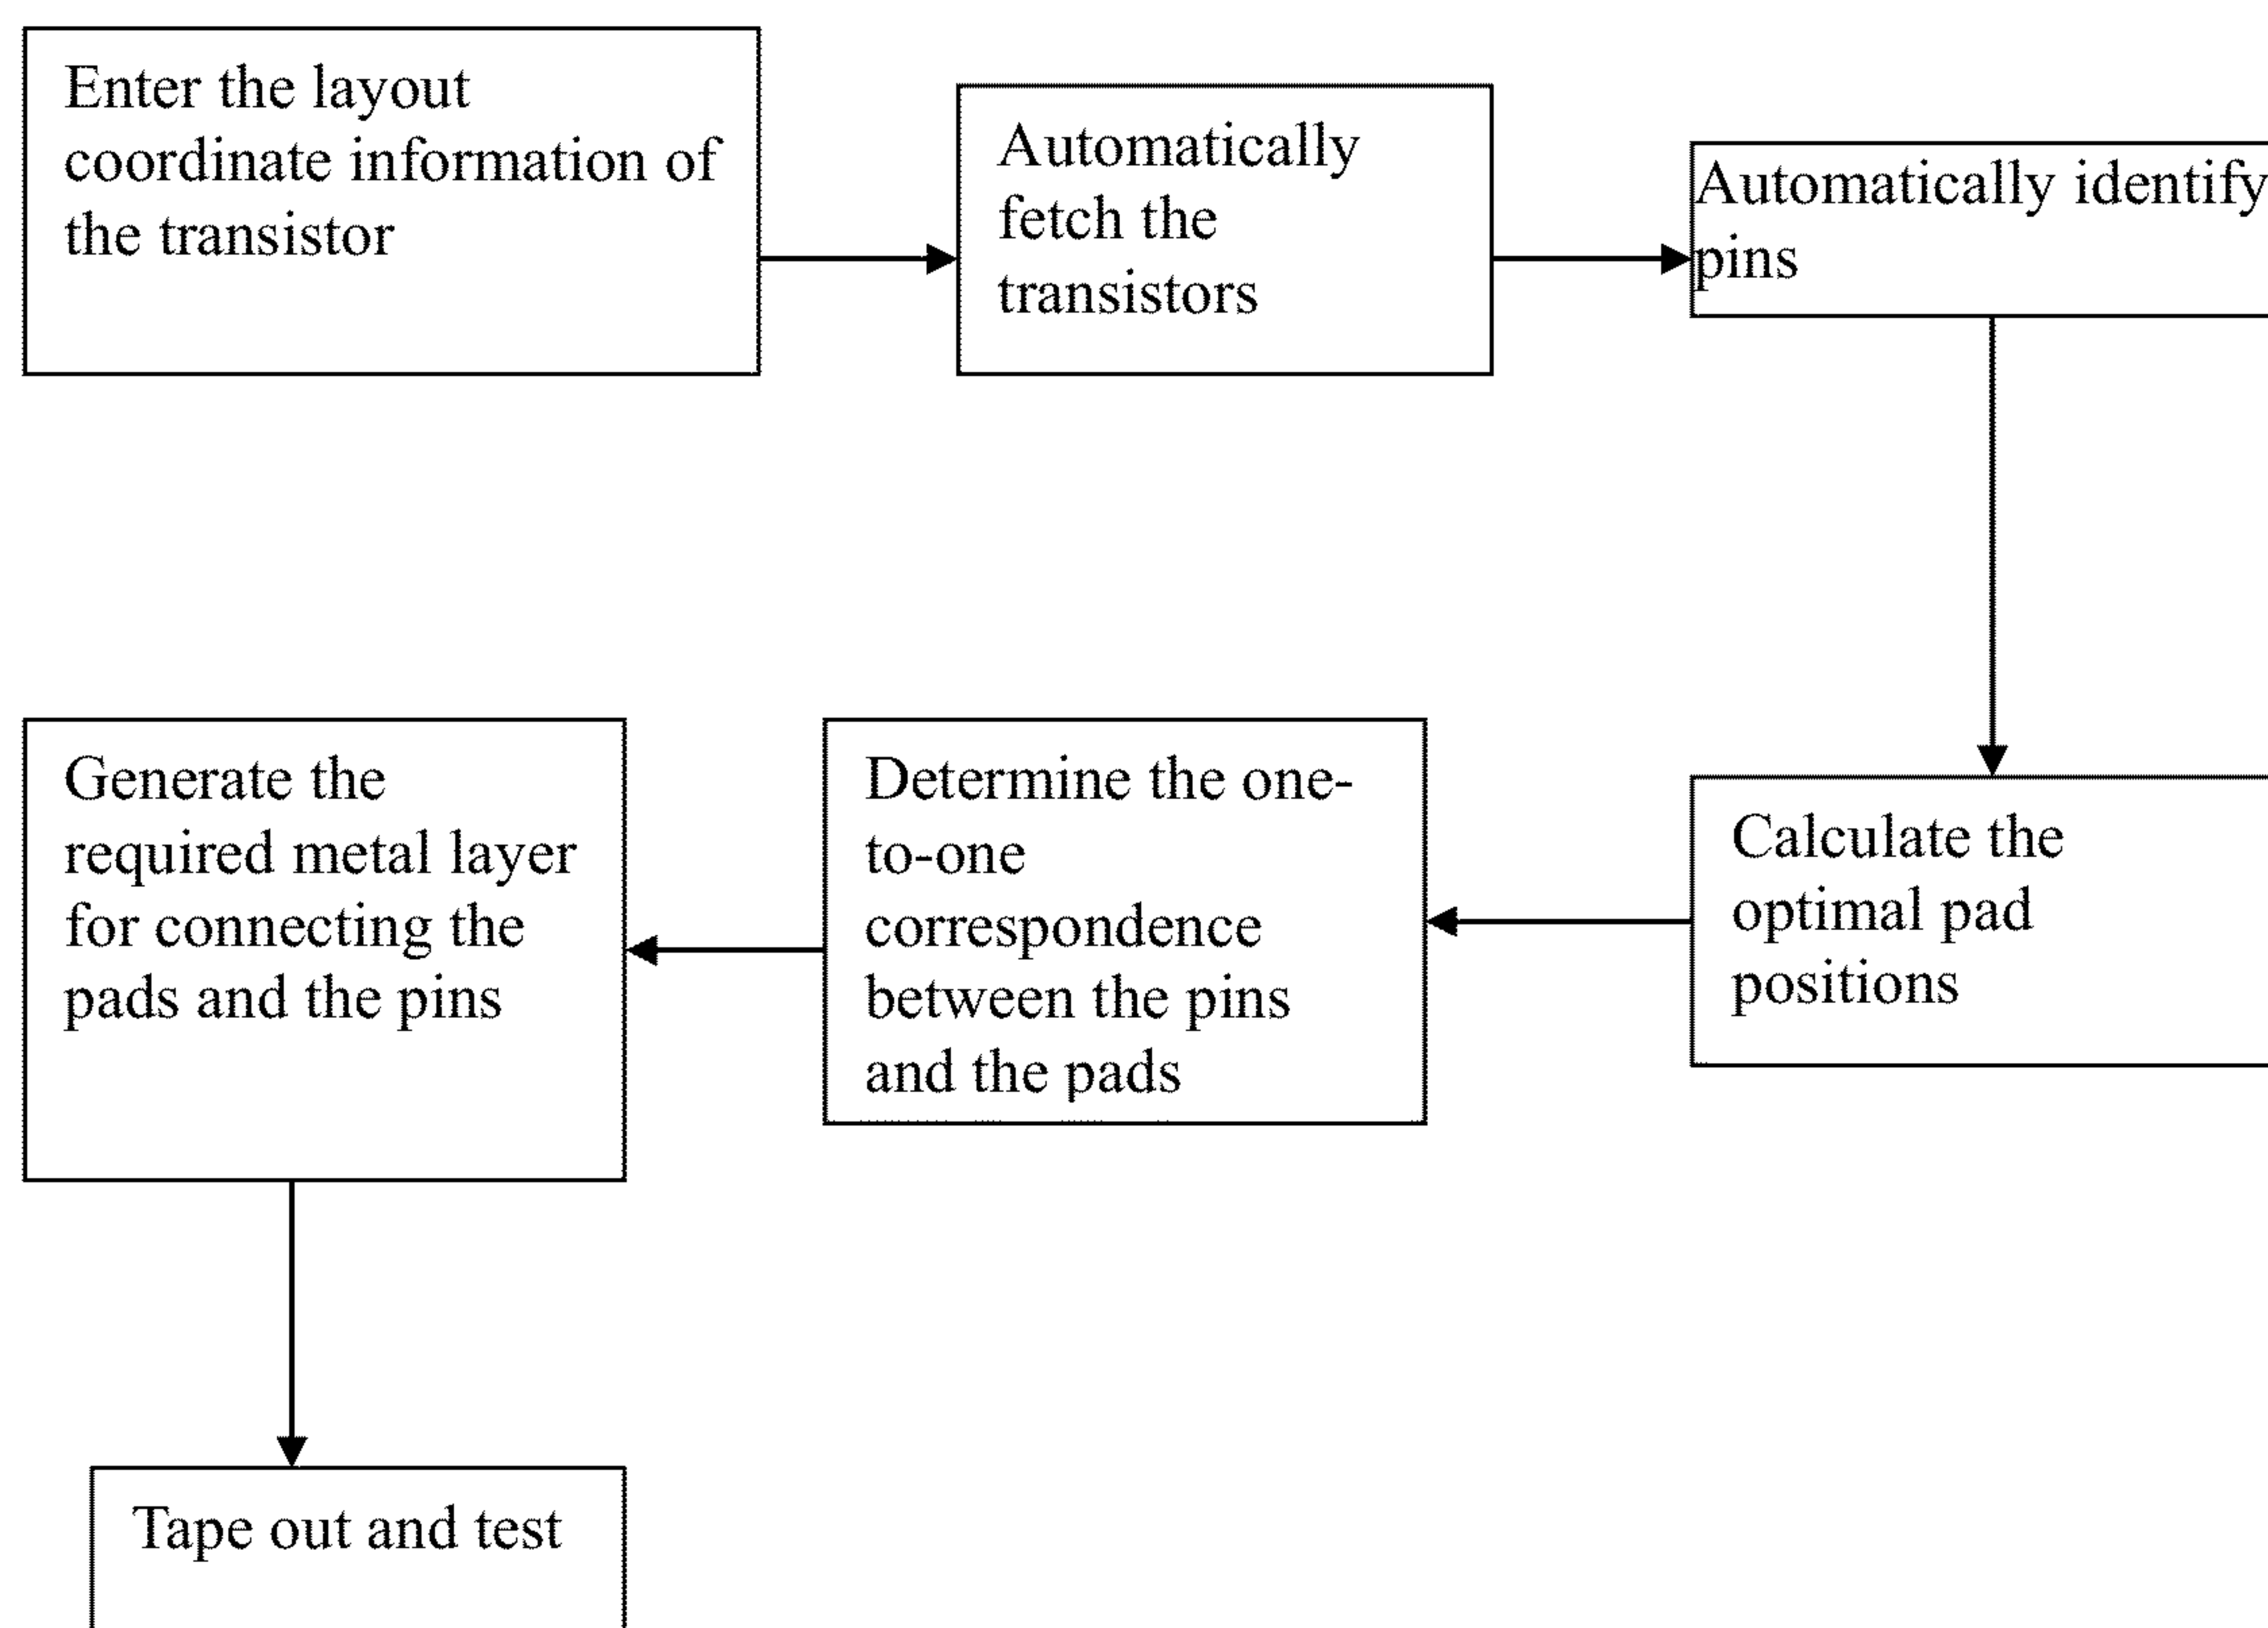 Enter the layout
coordinate information of
the transistor
Automatically
fetch the
transistors
Automatically identify
pins
Calculate the
optimal pad
positions
Determine the one-
to-one
correspondence
between the pins
and the pads
Generate the
required metal layer
for connecting the
pads and the pins
Tape out and test